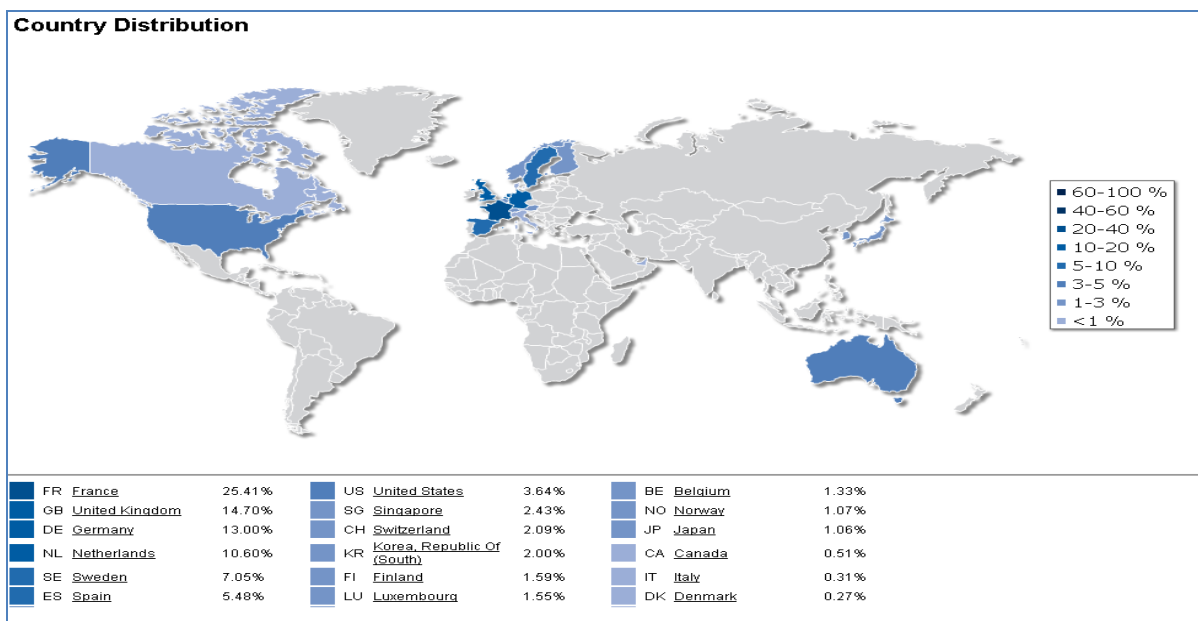 Country Distribution
60-100 %
40-60 %
20-40 %
10-20 %
5-10 %
3-5 %
1-3 %
<1 %
FR France 25.41%
GB United Kingdom 14.70%
DE Germany 13.00%
NL Netherlands 10.60%
SE Sweden 7.05%
ES Spain 5.48%
US United States 3.64%
SG Singapore 2.43%
CH Switzerland 2.09%
KR Korea, Republic Of
(South) 2.00%
FI Finland 1.59%
LU Luxembourg 1.55%
BE Belgium 1.33%
NO Norway 1.07%
JP Japan 1.06%
CA Canada 0.51%
IT Italy 0.31%
DK Denmark 0.27%